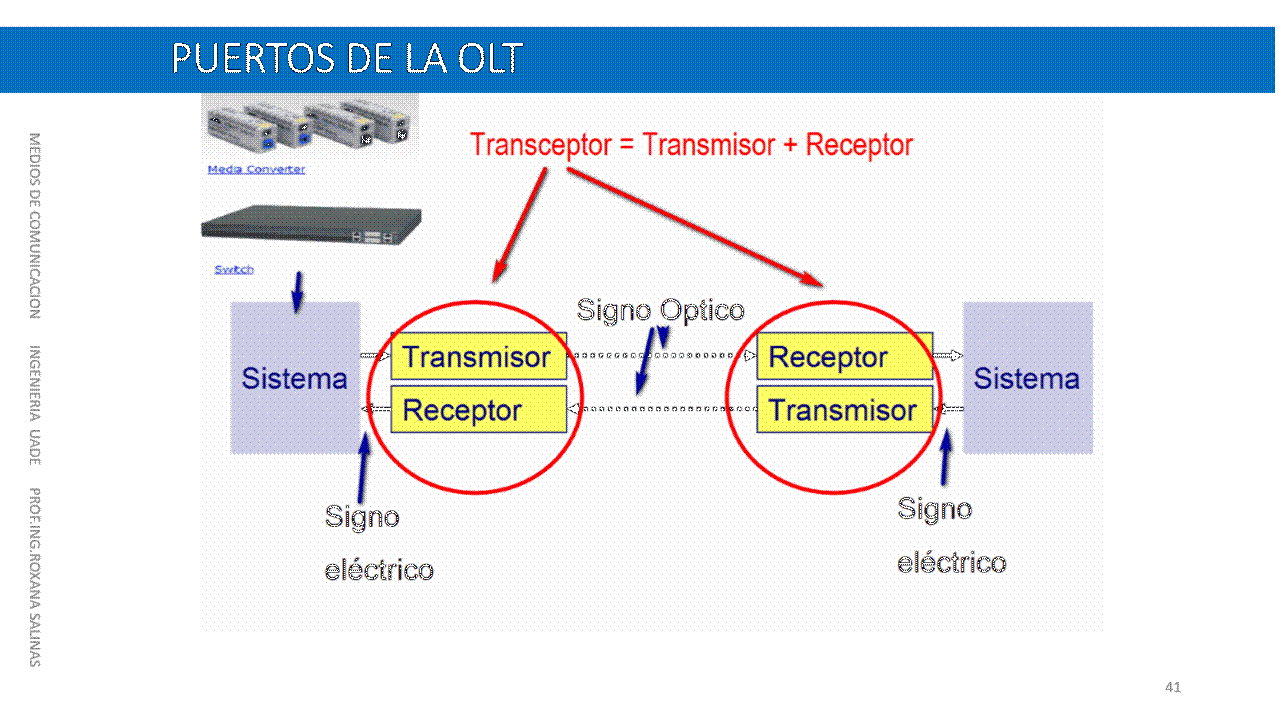 PUERTOS DE LA OLT
Media Converter
Transceptor = Transmisor + Receptor
Switch
Signo Optico
Sistema
Transmisor
Receptor
Receptor
Transmisor
Sistema
Signo
eléctrico
Signo
eléctrico
MEDIOS DE COMUNICACION INGENIERIA UADE PROF.ING.ROXANA SALINAS
41